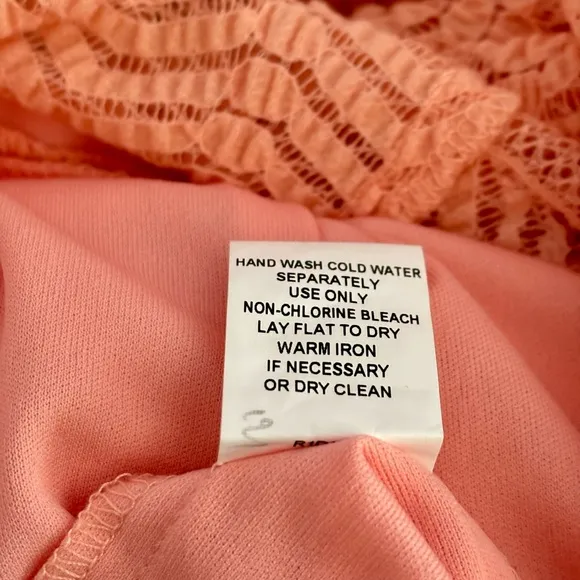 HAND WASH COLD WATER
SEPARATELY
USE ONLY
NON-CHLORINE BLEACH
LAY FLAT TO DRY
WARM IRON
IF NECESSARY
OR DRY CLEAN